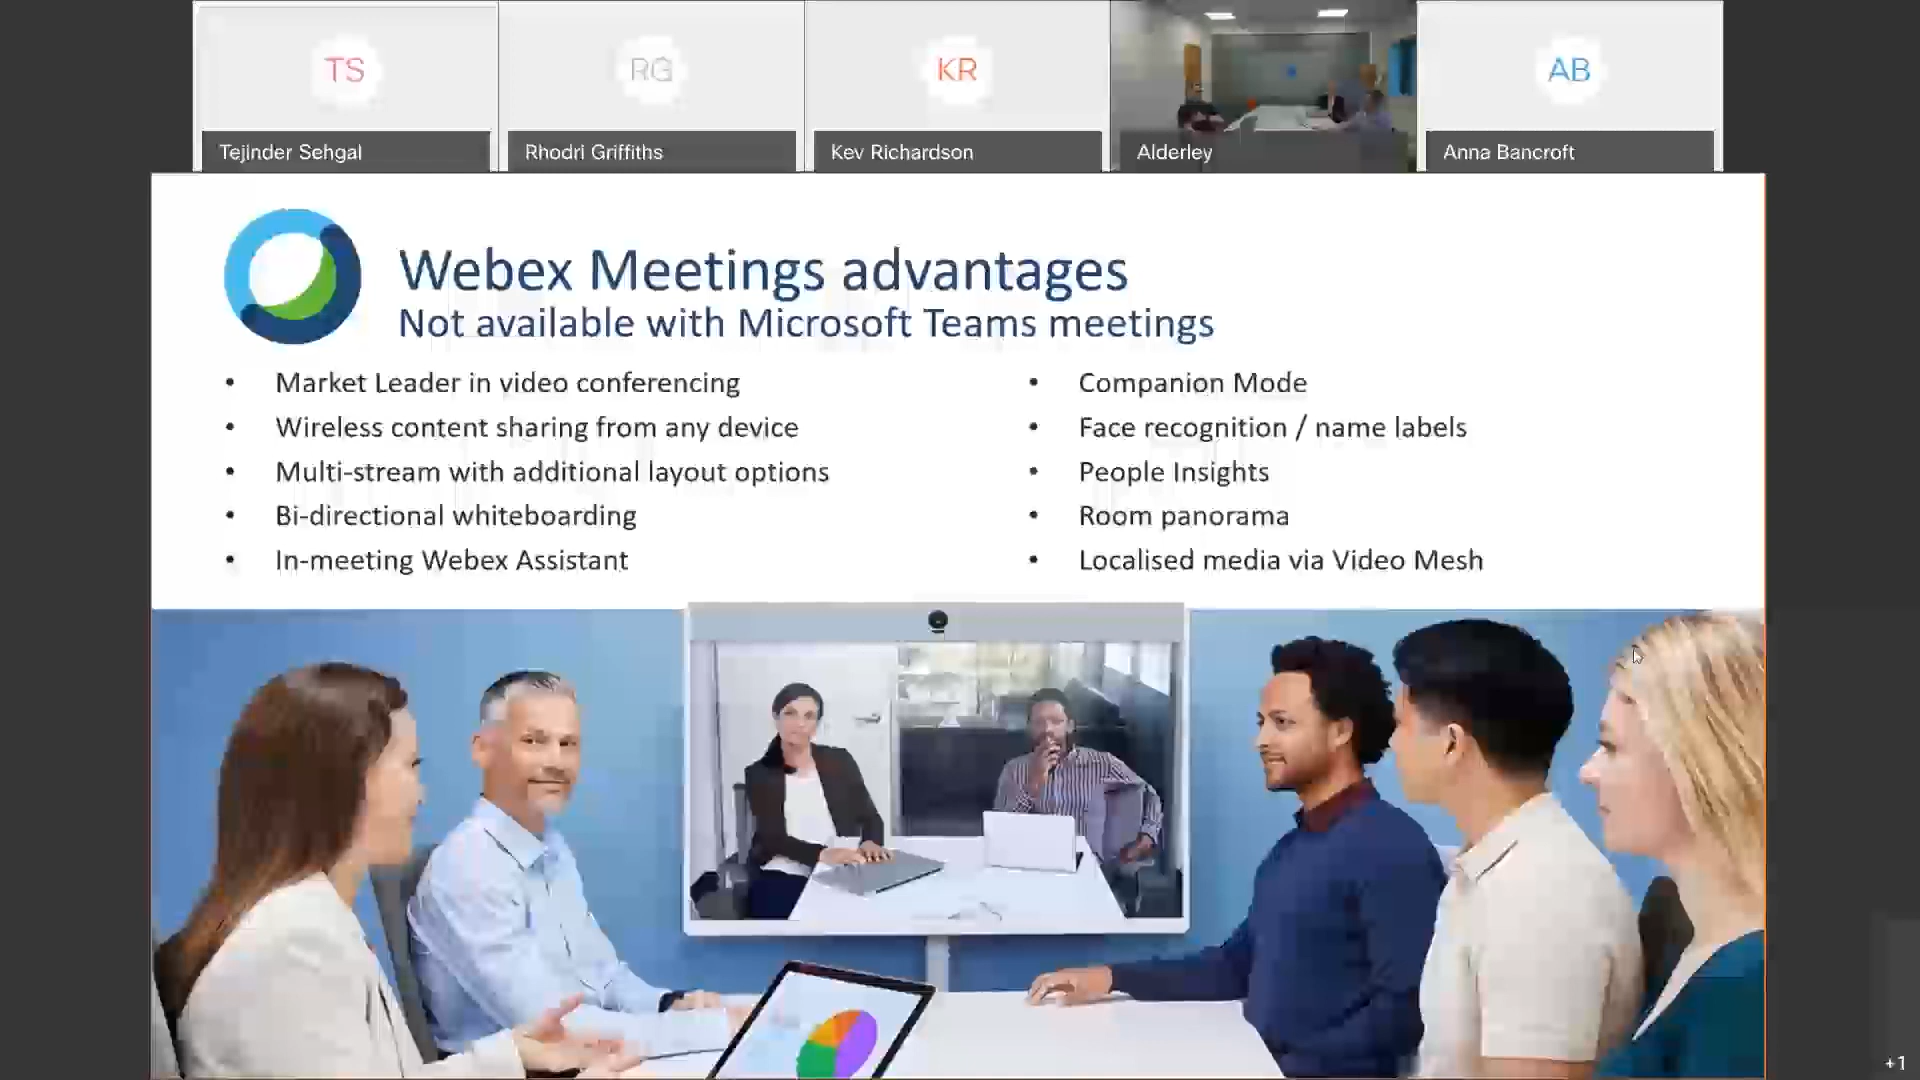 TS
RG
KR
AB
Tejinder Sehgal
Rhodri Griffiths
Kev Richardson
Alderley
Anna Bancroft
Webex Meetings advantages
Not available with Microsoft Teams meetings
• Market Leader in video conferencing
• Wireless content sharing from any device
• Multi-stream with additional layout options
• Bi-directional whiteboarding
• In-meeting Webex Assistant
• Companion Mode
• Face recognition / name labels
• People Insights
• Room panorama
• Localised media via Video Mesh
+1